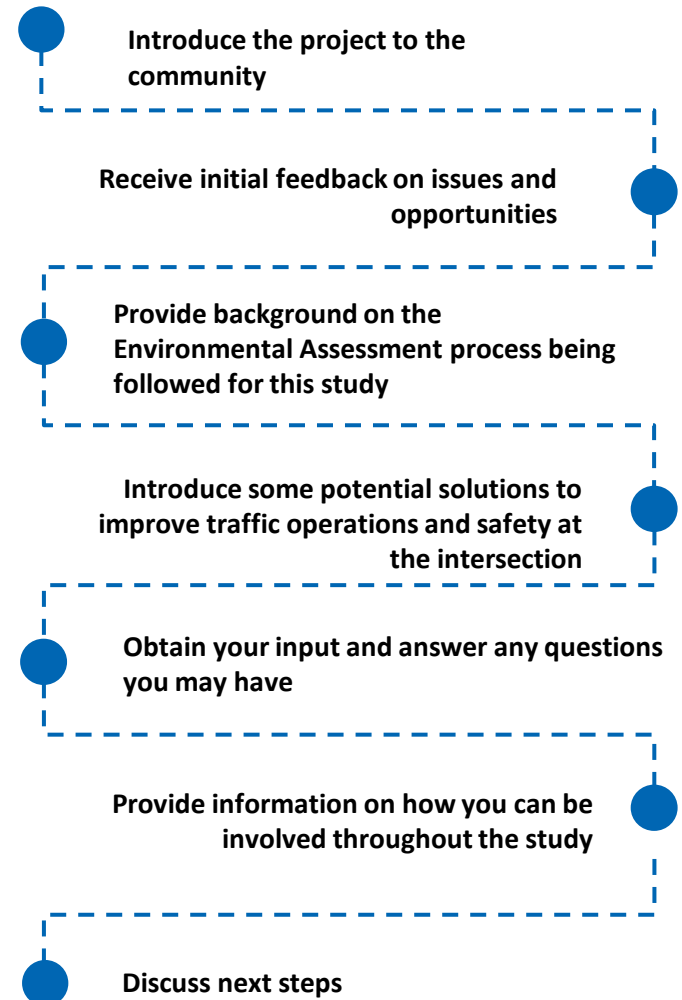 Introduce the project to the
community
Receive initial feedback on issues and
opportunities
Provide background on the
Environmental Assessment process being
followed for this study
Introduce some potential solutions to
improve traffic operations and safety at
the intersection
Obtain your input and answer any questions
you may have
Provide information on how you can be
involved throughout the study
Discuss next steps